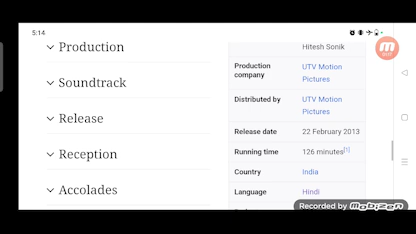 5:14
Production
Soundtrack
Release
Reception
Accolades
Hitesh Sonik
Production company
UTV Motion Pictures
Distributed by
UTV Motion Pictures
Release date
22 February 2013
Running time
126 minutes[1]
Country
India
Language
Hindi
Recorded by Mobizen